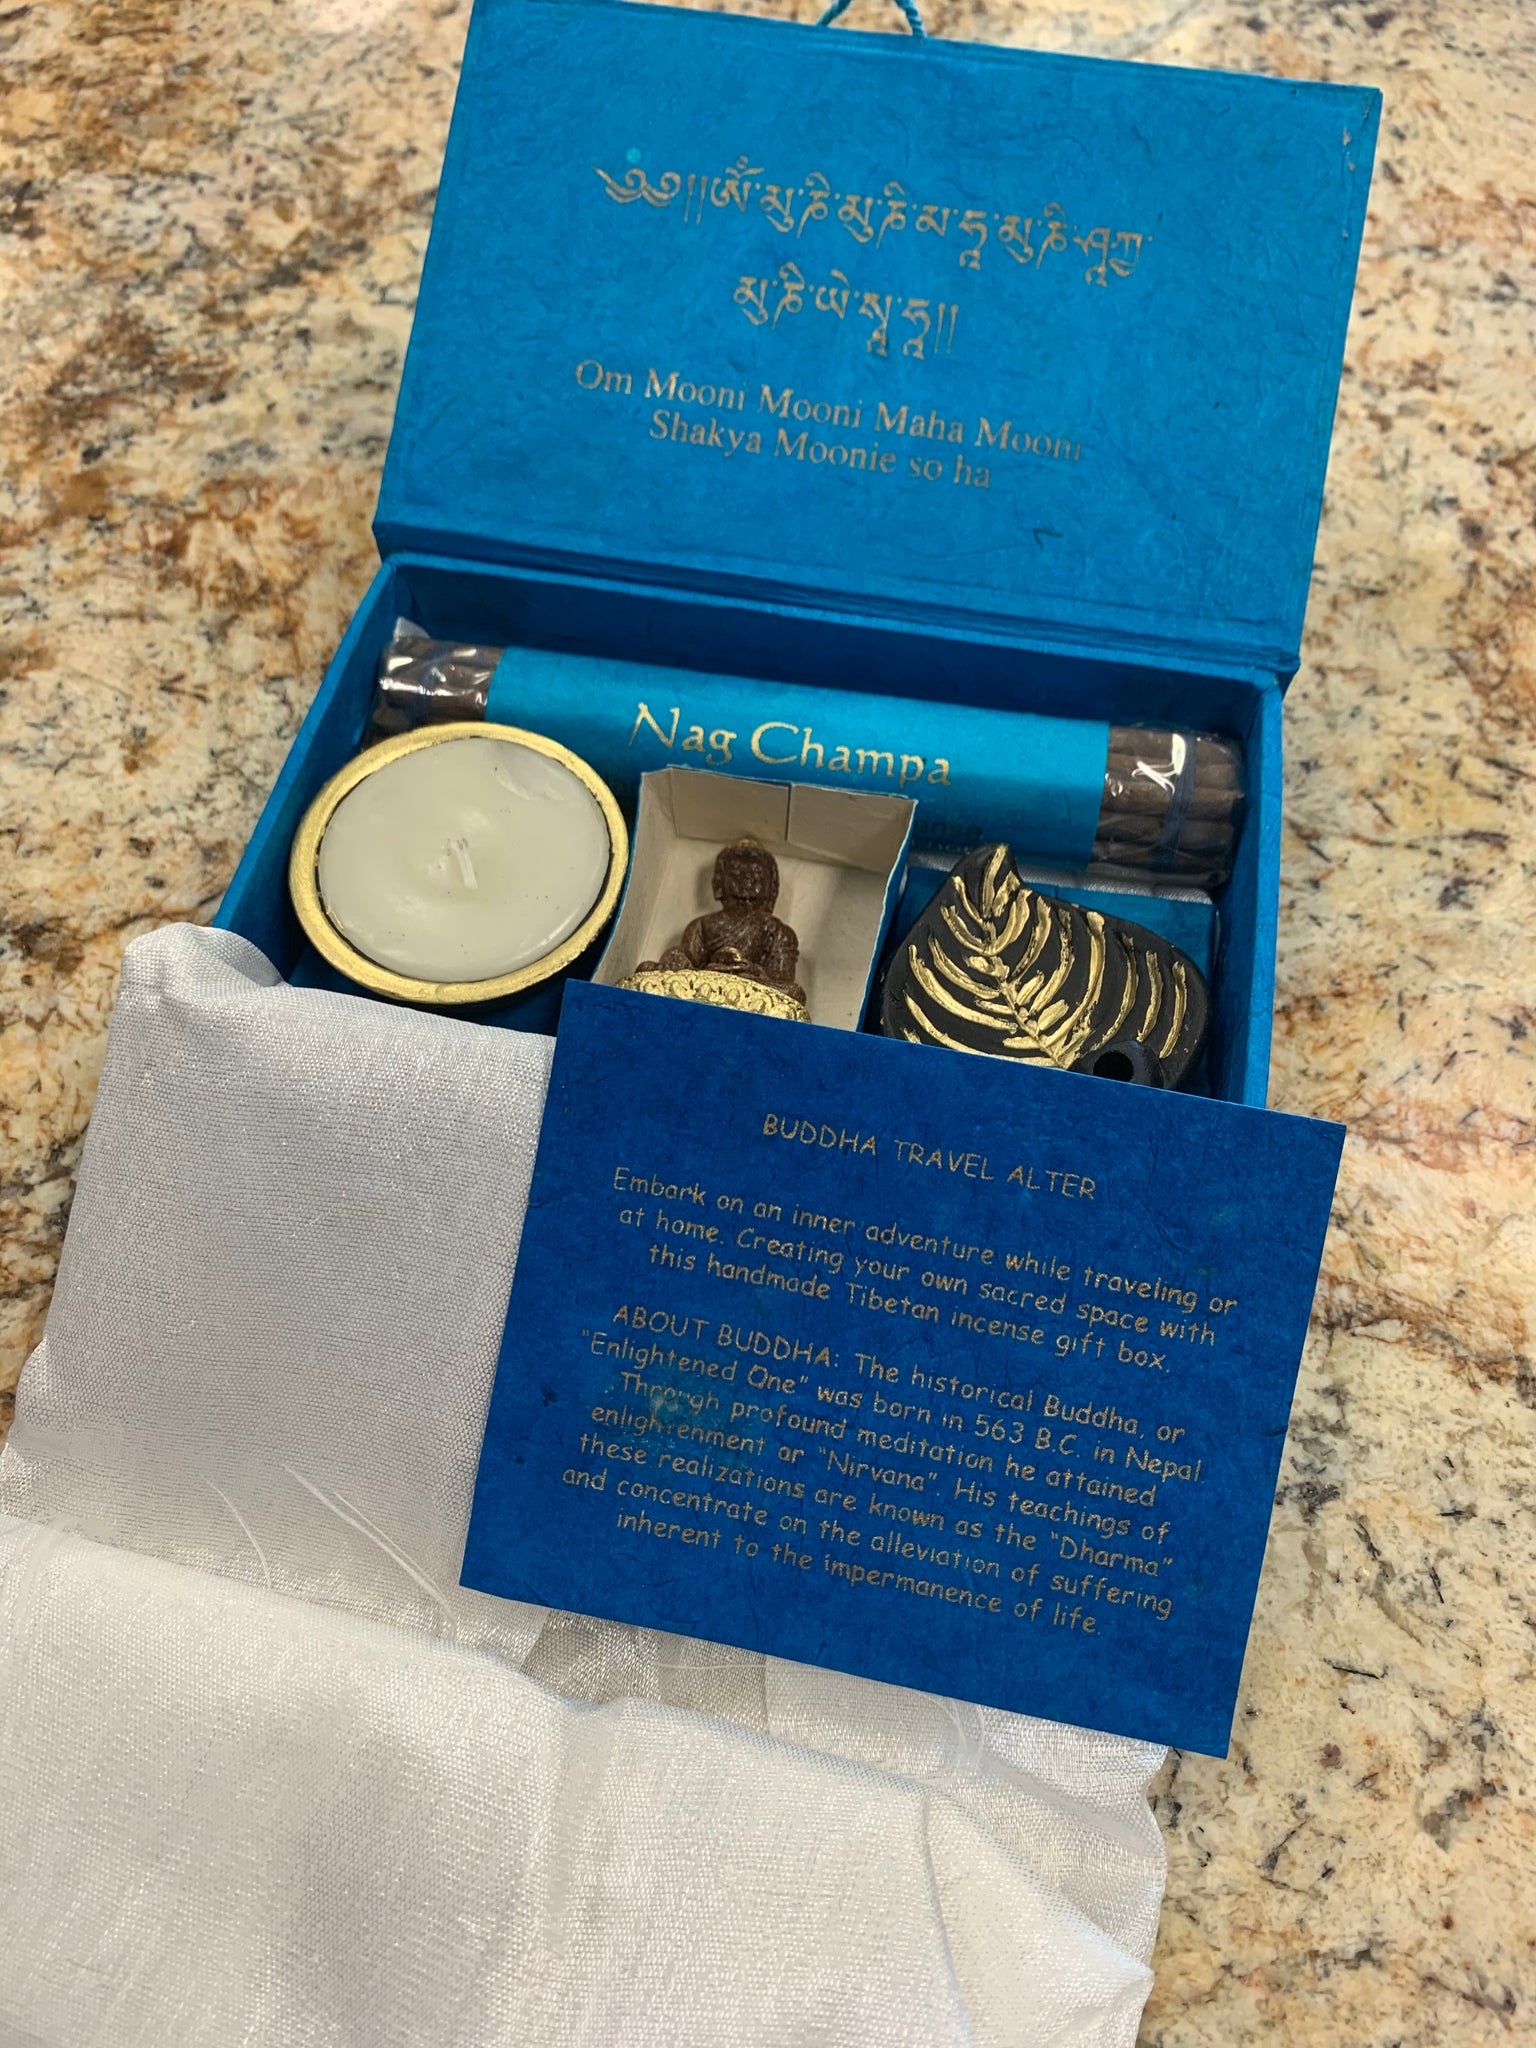 ༄༅།།ཨོཾ་མུ་ནི་མུ་ནི་མ་ཧཱ་མུ་ནི་ཤཱཀྱ་
མུ་ནི་ཡེ་སྭཱ་ཧཱ།།
Om Mooni Mooni Maha Mooni
Shakya Moonie so ha
Nag Champa
BUDDHA TRAVEL ALTER
Embark on an inner adventure while traveling or
at home. Creating your own sacred space with
this handmade Tibetan incense gift box.
ABOUT BUDDHA: The historical Buddha, or
"Enlightened One" was born in 563 B.C. in Nepal.
Through profound meditation he attained
enlightenment or "Nirvana". His teachings of
these realizations are known as the "Dharma"
and concentrate on the alleviation of suffering
inherent to the impermanence of life.